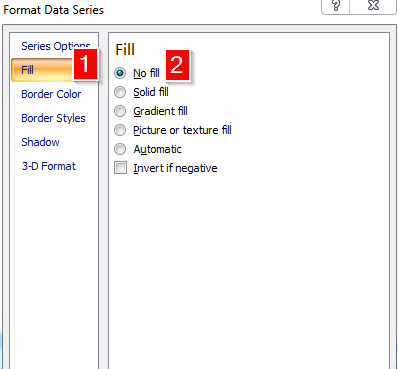 Format Data Series
?
Series Options
Fill
1
Border Color
Border Styles
Shadow
3-D Format
Fill
No fill
2
Solid fill
Gradient fill
Picture or texture fill
Automatic
Invert if negative